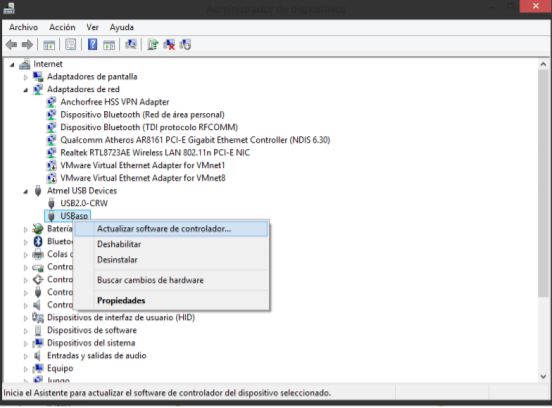 Administrador de dispositivos
Archivo Acción Ver Ayuda
Internet
Adaptadores de pantalla
Adaptadores de red
Anchorfree HSS VPN Adapter
Dispositivo Bluetooth (Red de área personal)
Dispositivo Bluetooth (TDI protocolo RFCOMM)
Qualcomm Atheros AR8161 PCI-E Gigabit Ethernet Controller (NDIS 6.30)
Realtek RTL8723AE Wireless LAN 802.11n PCI-E NIC
VMware Virtual Ethernet Adapter for VMnet1
VMware Virtual Ethernet Adapter for VMnet8
Atmel USB Devices
USB2.0-CRW
USBasp
Batería
Actualizar software de controlador...
Blueto
Deshabilitar
Colas d
Desinstalar
Contro
Contro
Buscar cambios de hardware
Contro
Contro
Propiedades
Dispositivos de interfaz de usuario (HID)
Dispositivos de software
Dispositivos del sistema
Entradas y salidas de audio
Equipo
Jungo
Inicia el Asistente para actualizar el software de controlador del dispositivo seleccionado.